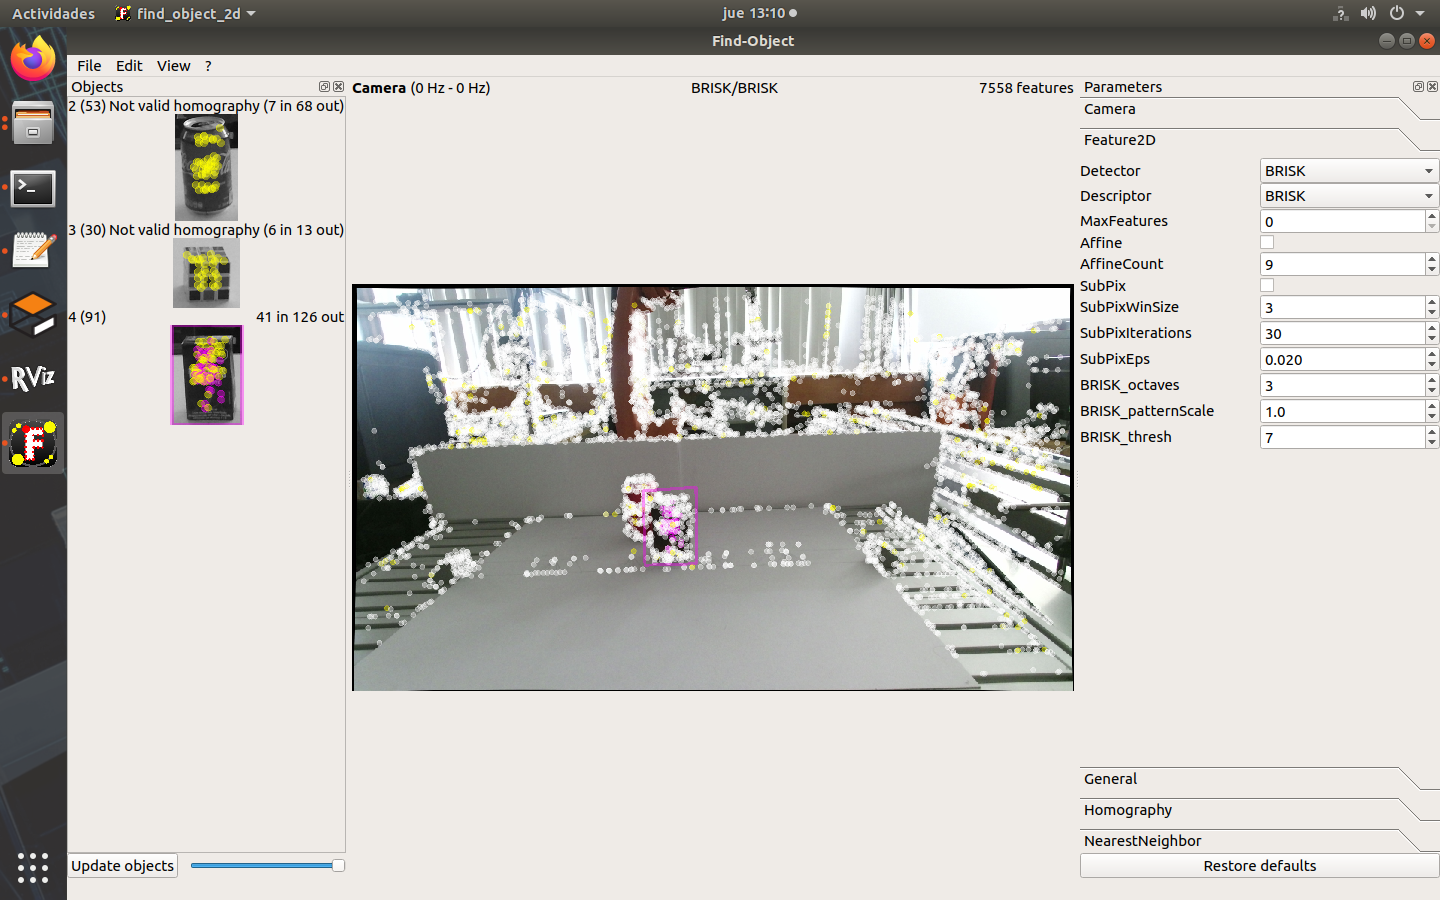 Actividades
find_object_2d
jue 13:10
Find-Object
File Edit View ?
Objects
2 (53) Not valid homography (7 in 68 out)
3 (30) Not valid homography (6 in 13 out)
4 (91) 41 in 126 out
Update objects
Camera (0 Hz - 0 Hz) BRISK/BRISK 7558 features
Parameters
Camera
Feature2D
Detector BRISK
Descriptor BRISK
MaxFeatures 0
Affine
AffineCount 9
SubPix
SubPixWinSize 3
SubPixIterations 30
SubPixEps 0.020
BRISK_octaves 3
BRISK_patternScale 1.0
BRISK_thresh 7
General
Homography
NearestNeighbor
Restore defaults
RViz
F